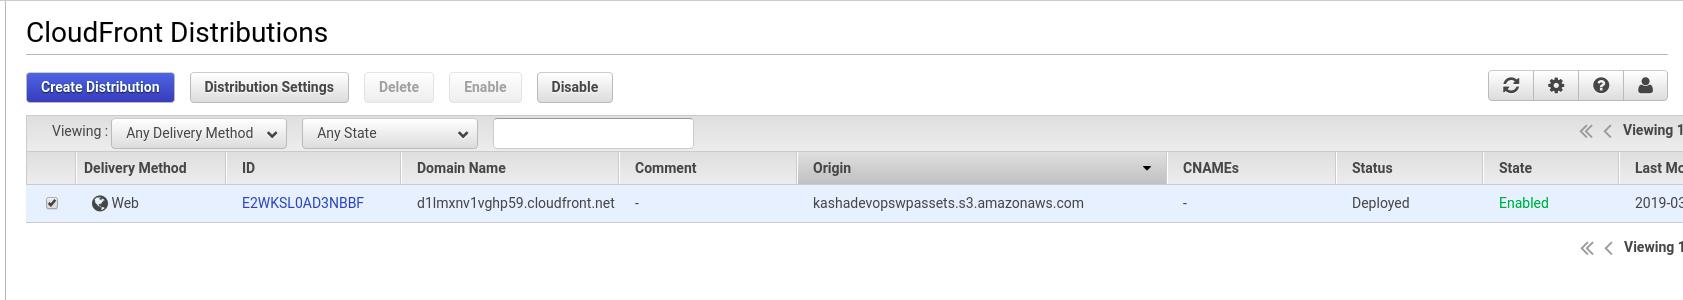 CloudFront Distributions
Create Distribution Distribution Settings Delete Enable Disable
Viewing : Any Delivery Method Any State Viewing 1
Delivery Method ID Domain Name Comment Origin CNAMEs Status State Last Mo
Web E2WKSL0AD3NBBF d1lmxnv1vghp59.cloudfront.net - kashadevopswpassets.s3.amazonaws.com - Deployed Enabled 2019-03
Viewing 1